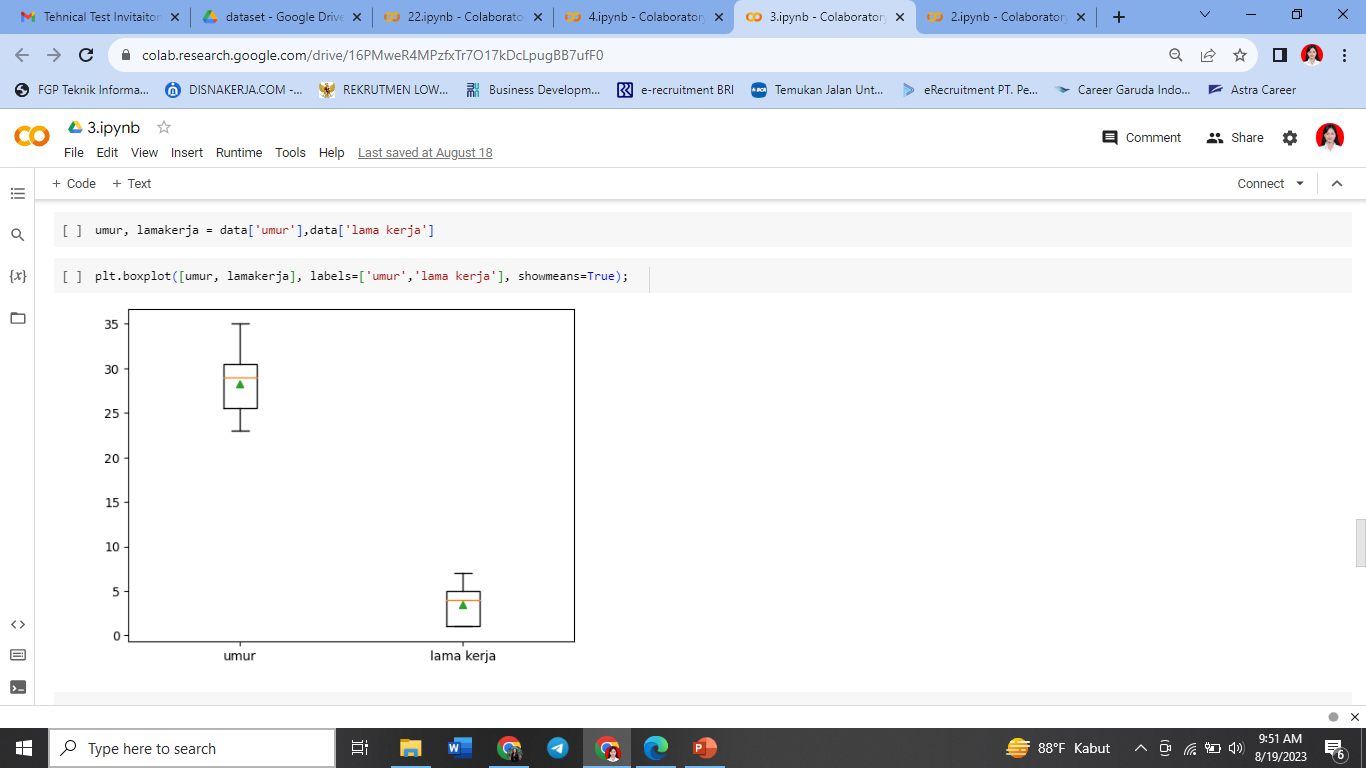 Tehnical Test Invitaiton
dataset - Google Drive
22.ipynb - Colaborato
4.ipynb - Colaboratory
3.ipynb - Colaboratory
2.ipynb - Colaboratory
colab.research.google.com/drive/16PMweR4MPzfxTr7O17kDcLpugBB7ufF0
FGP Teknik Informa...
DISNAKERJA.COM -...
REKRUTMEN LOW...
Business Developm...
e-recruitment BRI
Temukan Jalan Unt...
eRecruitment PT. Pe...
Career Garuda Indo...
Astra Career
3.ipynb
File Edit View Insert Runtime Tools Help Last saved at August 18
Comment
Share
+ Code + Text
Connect
[ ] umur, lamakerja = data['umur'],data['lama kerja']
{x}
[ ] plt.boxplot([umur, lamakerja], labels=['umur','lama kerja'], showmeans=True);
35
30
25
20
15
10
5
0
umur
lama kerja
Type here to search
88°F Kabut
9:51 AM
8/19/2023
6